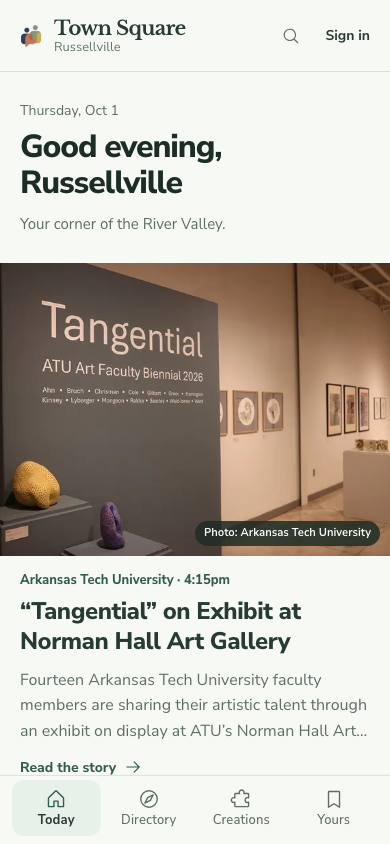 Town Square
Russellville
Sign in
Thursday, Oct 1
Good evening,
Russellville
Your corner of the River Valley.
Tangential
ATU Art Faculty Biennial 2026
Photo: Arkansas Tech University
Arkansas Tech University · 4:15pm
“Tangential” on Exhibit at
Norman Hall Art Gallery
Fourteen Arkansas Tech University faculty
members are sharing their artistic talent through
an exhibit on display at ATU’s Norman Hall Art…
Read the story
Today
Directory
Creations
Yours